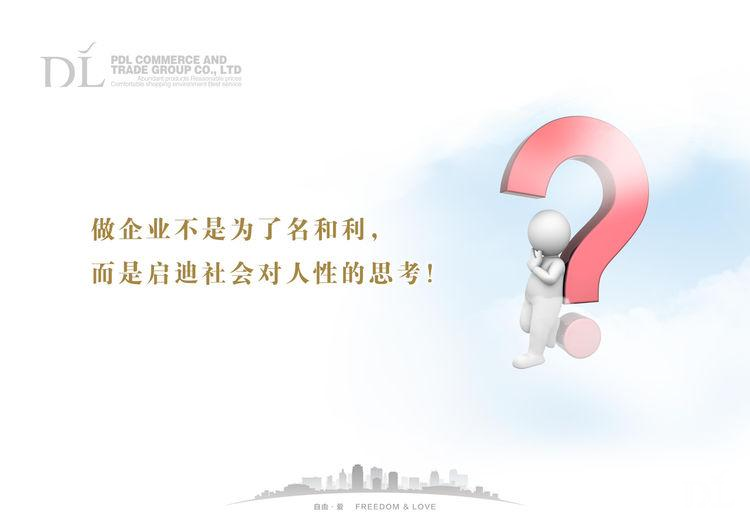 DL
PDL COMMERCE AND
TRADE GROUP CO., LTD
Abundant products Reasonable prices
Comfortable shopping environment Best service
做企业不是为了名和利，
而是启迪社会对人性的思考！
自由·爱 FREEDOM & LOVE